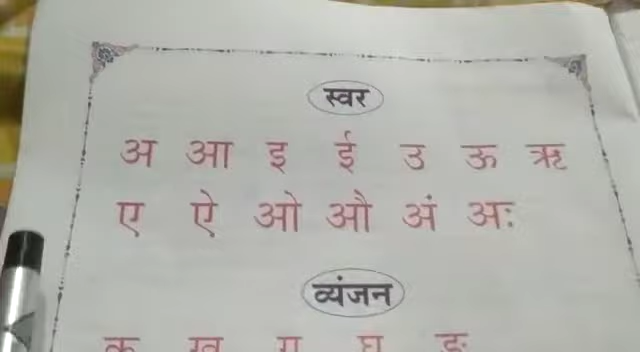 स्वर
अ आ इ ई उ ऊ ऋ
ए ऐ ओ औ अं अः
व्यंजन
क ख ग घ ङ